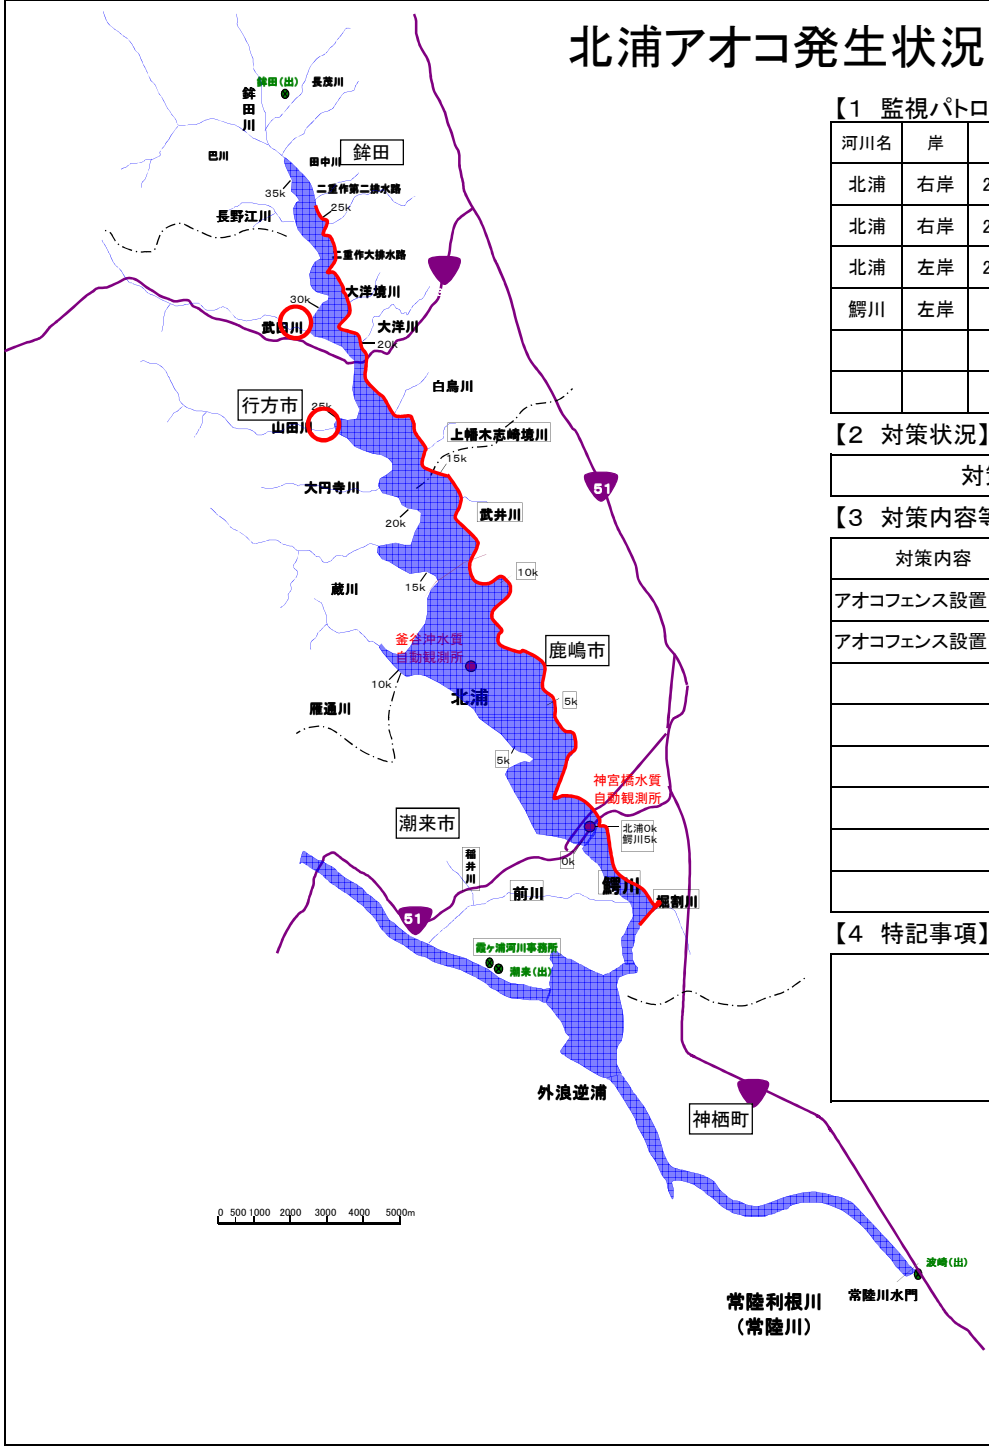 北浦アオコ発生状況
【1 監視パトロ
河川名 岸
北浦 右岸 2
北浦 右岸 2
北浦 左岸 2
鰐川 左岸
【2 対策状況】
対策
【3 対策内容等
対策内容
アオコフェンス設置
アオコフェンス設置
【4 特記事項】
鉾田(出)
長茂川
鉾田川
巴川
田中川
鉾田
35k
二重作第二排水路
25k
長野江川
二重作大排水路
大洋境川
30k
武田川
大洋川
20k
白鳥川
行方市
25k
山田川
上幡木志崎境川
15k
大円寺川
51
武井川
20k
10k
15k
蔵川
釜谷沖水質
自動観測所
鹿嶋市
10k
北浦
5k
雁通川
5k
神宮橋水質
自動観測所
潮来市
北浦0k
鰐川5k
稲井川
0k
前川
鰐川
堀割川
51
霞ヶ浦河川事務所
潮来(出)
外浪逆浦
神栖町
0 500 1000 2000 3000 4000 5000m
波崎(出)
常陸川水門
常陸利根川
(常陸川)